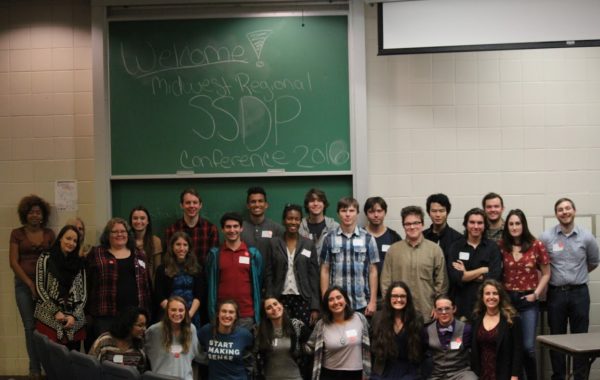 Welcome!
Midwest Regional
SSDP
Conference 2016
START
MAKING
SENSE